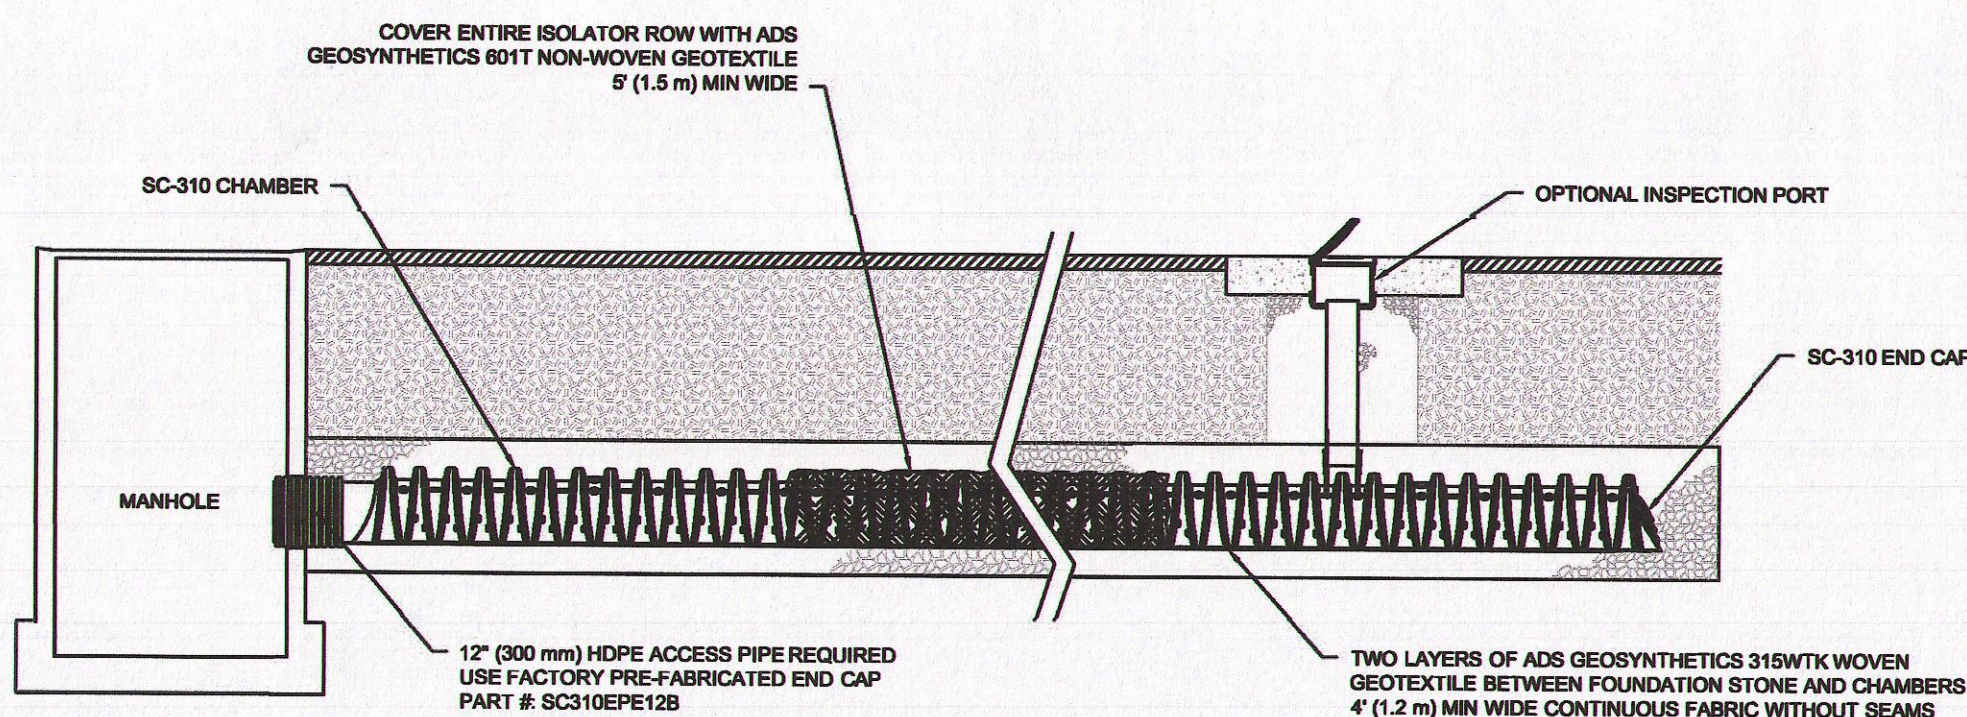 COVER ENTIRE ISOLATOR ROW WITH ADS
GEOSYNTHETICS 601T NON-WOVEN GEOTEXTILE
5' (1.5 m) MIN WIDE
SC-310 CHAMBER
OPTIONAL INSPECTION PORT
SC-310 END CAP
MANHOLE
12" (300 mm) HDPE ACCESS PIPE REQUIRED
USE FACTORY PRE-FABRICATED END CAP
PART #: SC310EPE12B
TWO LAYERS OF ADS GEOSYNTHETICS 315WTK WOVEN
GEOTEXTILE BETWEEN FOUNDATION STONE AND CHAMBERS
4' (1.2 m) MIN WIDE CONTINUOUS FABRIC WITHOUT SEAMS